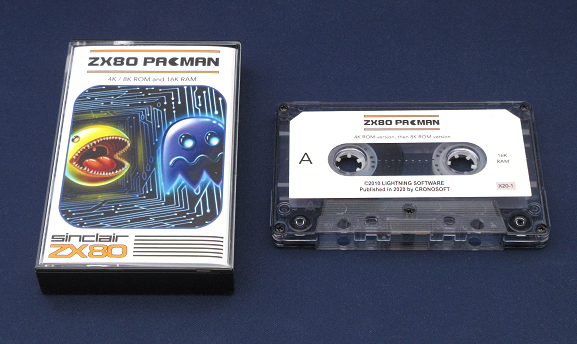 ZX80 PACMAN
4K / 8K ROM and 16K RAM
sinclair
ZX80
ZX80 PACMAN
4K ROM version, then 8K ROM version
A
16K
RAM
©2010 LIGHTNING SOFTWARE
Published in 2020 by CRONOSOFT
X20-1